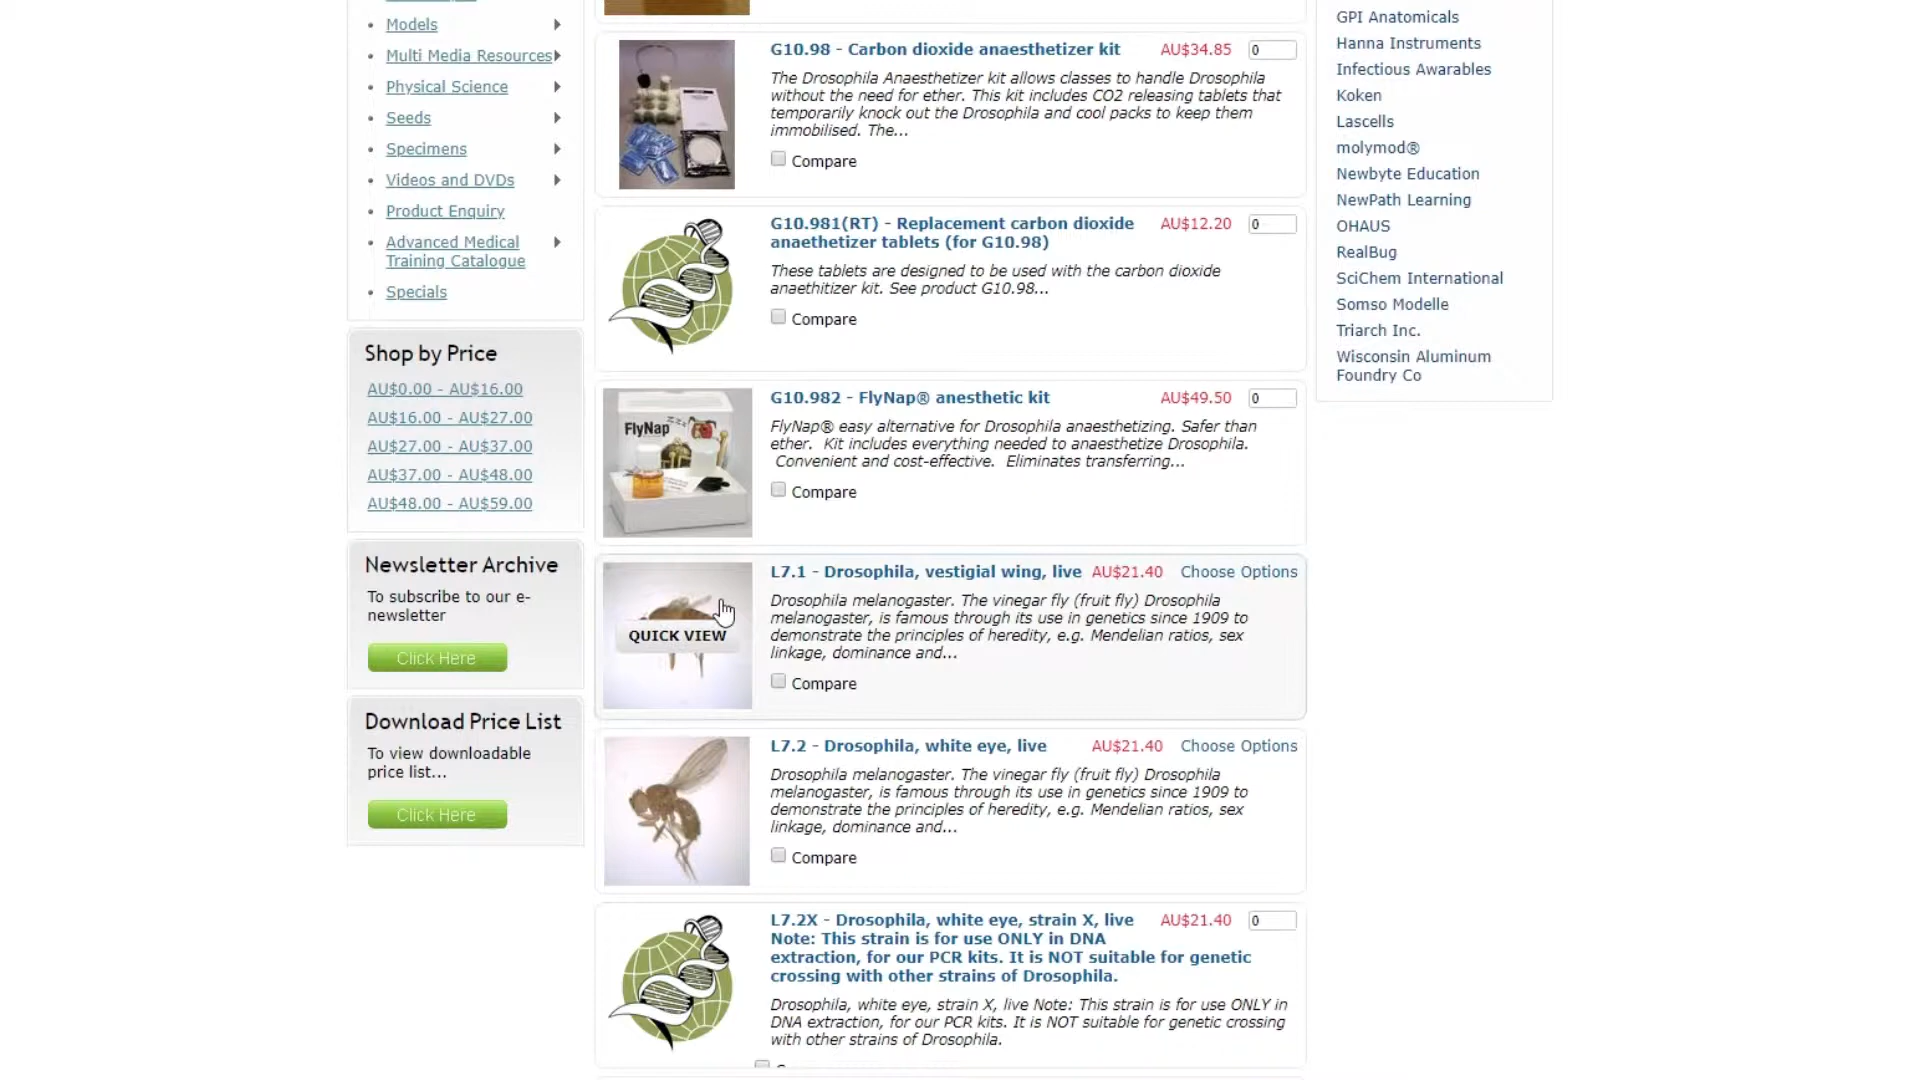 Models
Multi Media Resources
Physical Science
Seeds
Specimens
Videos and DVDs
Product Enquiry
Advanced Medical
Training Catalogue
Specials
Shop by Price
AU$0.00 - AU$16.00
AU$16.00 - AU$27.00
AU$27.00 - AU$37.00
AU$37.00 - AU$48.00
AU$48.00 - AU$59.00
Newsletter Archive
To subscribe to our e-
newsletter
Click Here
Download Price List
To view downloadable
price list...
Click Here
G10.98 - Carbon dioxide anaesthetizer kit AU$34.85 0
The Drosophila Anaesthetizer kit allows classes to handle Drosophila
without the need for ether. This kit includes CO2 releasing tablets that
temporarily knock out the Drosophila and cool packs to keep them
immobilised. The...
Compare
G10.981(RT) - Replacement carbon dioxide AU$12.20 0
anaethetizer tablets (for G10.98)
These tablets are designed to be used with the carbon dioxide
anaethitizer kit. See product G10.98...
Compare
G10.982 - FlyNap® anesthetic kit AU$49.50 0
FlyNap® easy alternative for Drosophila anaesthetizing. Safer than
ether. Kit includes everything needed to anaesthetize Drosophila.
Convenient and cost-effective. Eliminates transferring...
Compare
FlyNap
L7.1 - Drosophila, vestigial wing, live AU$21.40 Choose Options
Drosophila melanogaster. The vinegar fly (fruit fly) Drosophila
melanogaster, is famous through its use in genetics since 1909 to
demonstrate the principles of heredity, e.g. Mendelian ratios, sex
linkage, dominance and...
Compare
QUICK VIEW
L7.2 - Drosophila, white eye, live AU$21.40 Choose Options
Drosophila melanogaster. The vinegar fly (fruit fly) Drosophila
melanogaster, is famous through its use in genetics since 1909 to
demonstrate the principles of heredity, e.g. Mendelian ratios, sex
linkage, dominance and...
Compare
L7.2X - Drosophila, white eye, strain X, live AU$21.40 0
Note: This strain is for use ONLY in DNA
extraction, for our PCR kits. It is NOT suitable for genetic
crossing with other strains of Drosophila.
Drosophila, white eye, strain X, live Note: This strain is for use ONLY in
DNA extraction, for our PCR kits. It is NOT suitable for genetic crossing
with other strains of Drosophila.
GPI Anatomicals
Hanna Instruments
Infectious Awarables
Koken
Lascells
molymod®
Newbyte Education
NewPath Learning
OHAUS
RealBug
SciChem International
Somso Modelle
Triarch Inc.
Wisconsin Aluminum
Foundry Co